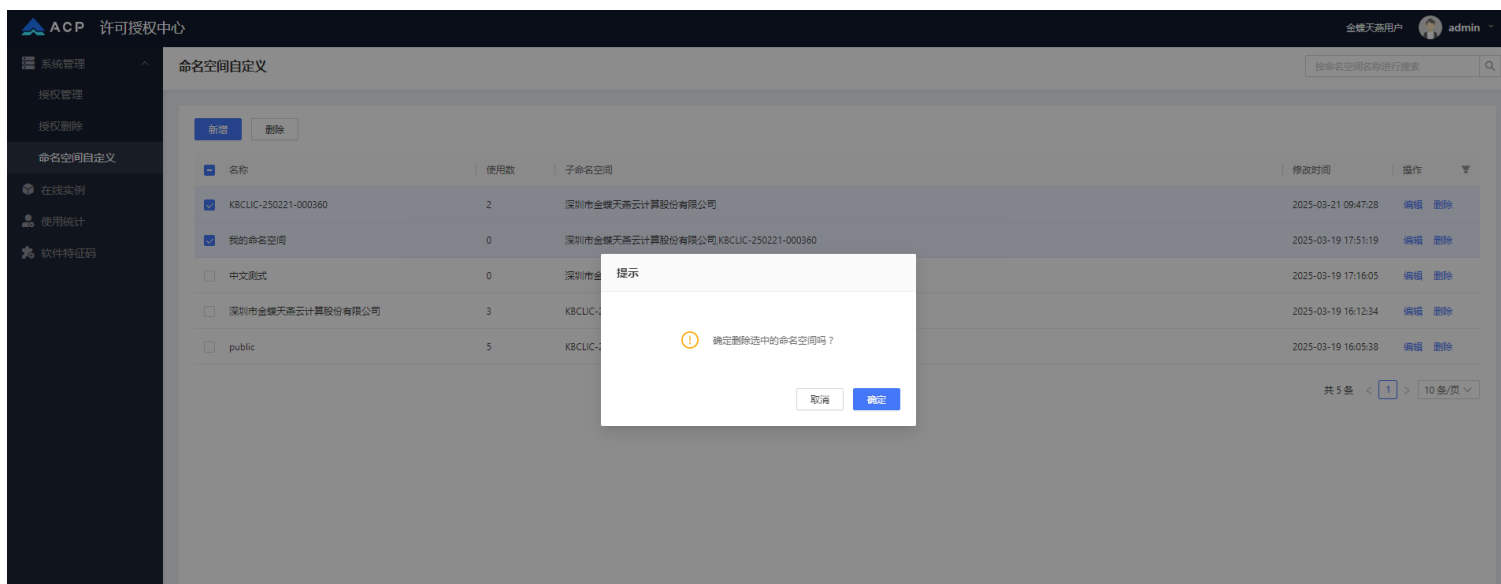 ACP 许可授权中心
金蝶天燕用户 admin
系统管理
授权管理
授权删除
命名空间自定义
在线实例
使用统计
软件特征码
命名空间自定义
按命名空间名称进行搜索
新增 删除
名称 使用数 子命名空间 修改时间 操作
KBCLIC-250221-000360 2 深圳市金蝶天燕云计算股份有限公司 2025-03-21 09:47:28 编辑 删除
我的命名空间 0 深圳市金蝶天燕云计算股份有限公司,KBCLIC-250221-000360 2025-03-19 17:51:19 编辑 删除
中文测试 0 深圳市金 2025-03-19 17:16:05 编辑 删除
深圳市金蝶天燕云计算股份有限公司 3 KBCLIC-2 2025-03-19 16:12:34 编辑 删除
public 5 KBCLIC-2 2025-03-19 16:05:38 编辑 删除
共 5 条 < 1 > 10 条/页
提示
确定删除选中的命名空间吗？
取消 确定